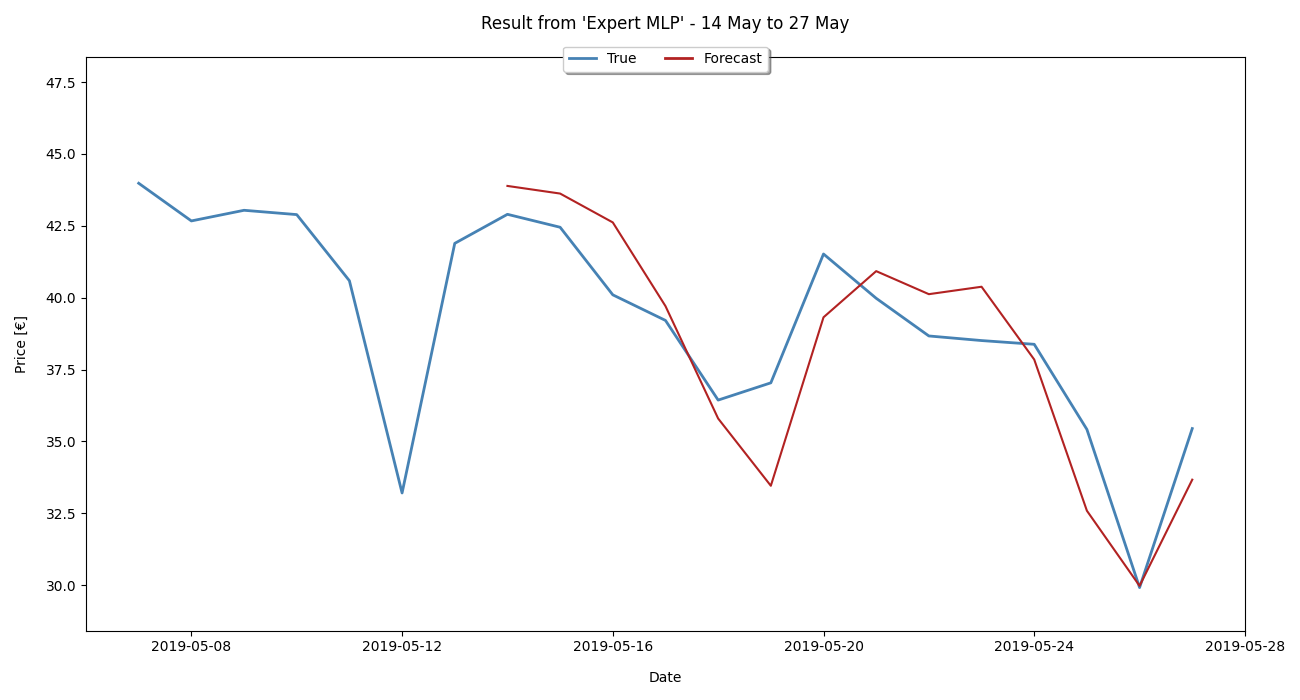 Result from 'Expert MLP' - 14 May to 27 May
True Forecast
47.5
45.0
42.5
40.0
37.5
35.0
32.5
30.0
Price [€]
2019-05-08 2019-05-12 2019-05-16 2019-05-20 2019-05-24 2019-05-28
Date